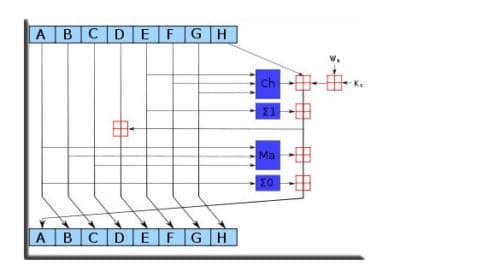 A B C D E F G H
W_t
Ch
K_t
Σ1
Ma
Σ0
A B C D E F G H